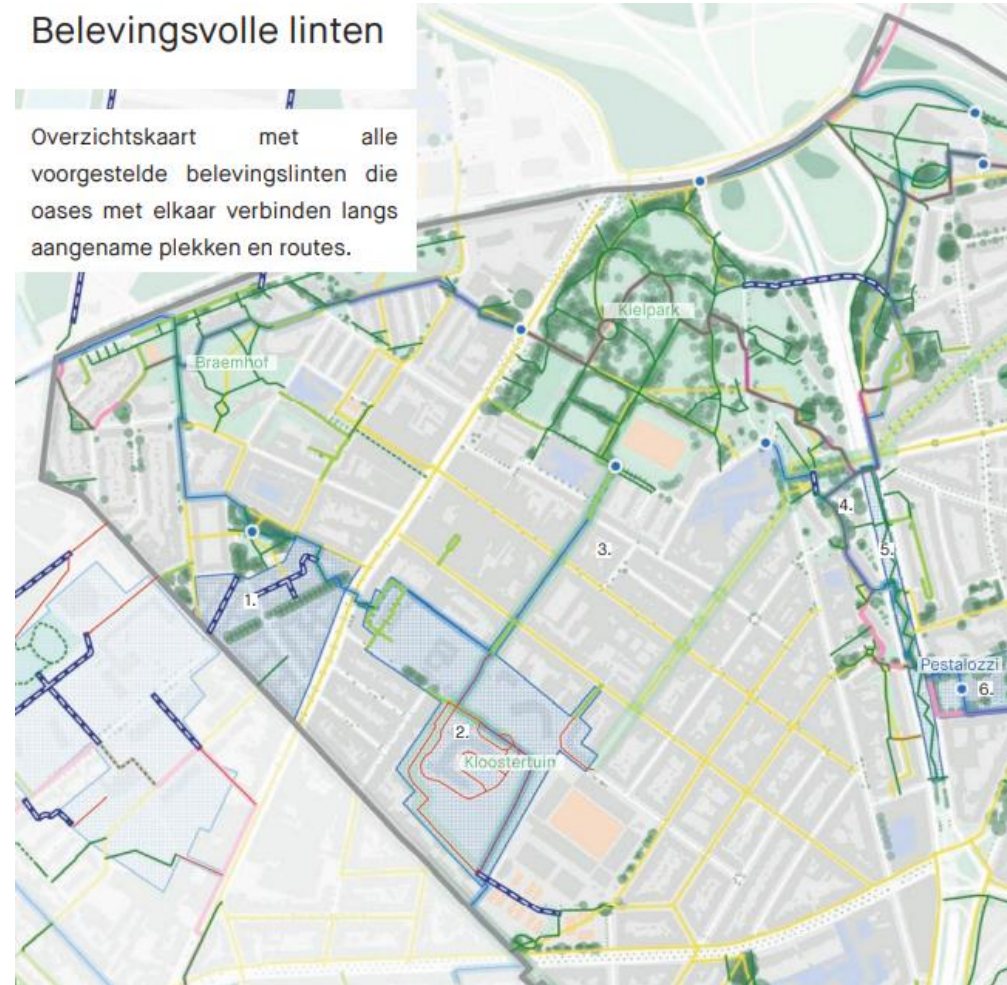 Belevingsvolle linten
Overzichtskaart met alle
voorgestelde belevingslinten die
oases met elkaar verbinden langs
aangename plekken en routes.
Kielpark
Braemhof
4.
3.
5.
1.
Pestalozzi
6.
2.
Kloostertuin